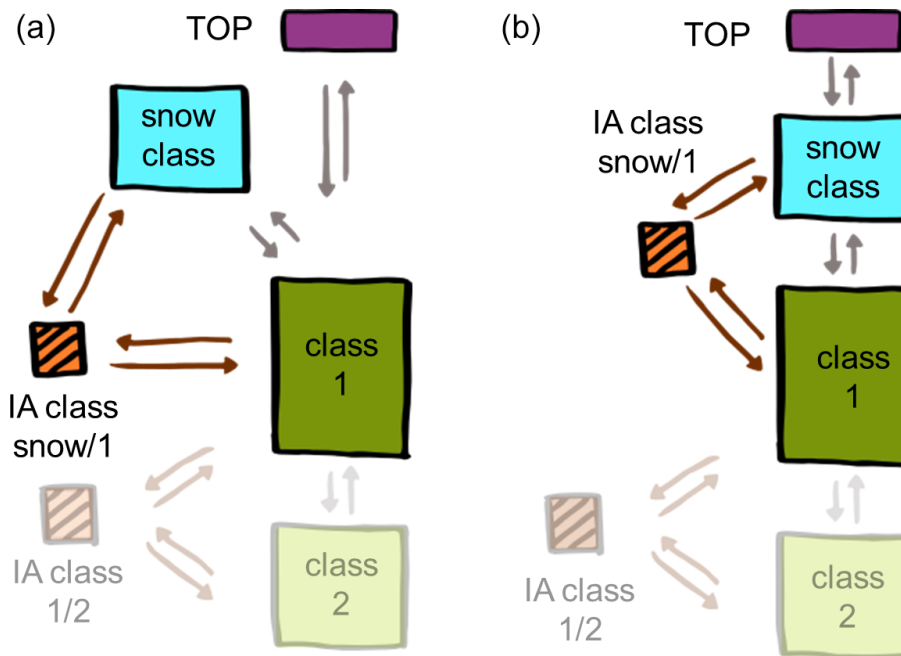 (a)
TOP
snow
class
class
1
IA class
snow/1
IA class
1/2
class
2
(b)
TOP
IA class
snow/1
snow
class
class
1
IA class
1/2
class
2